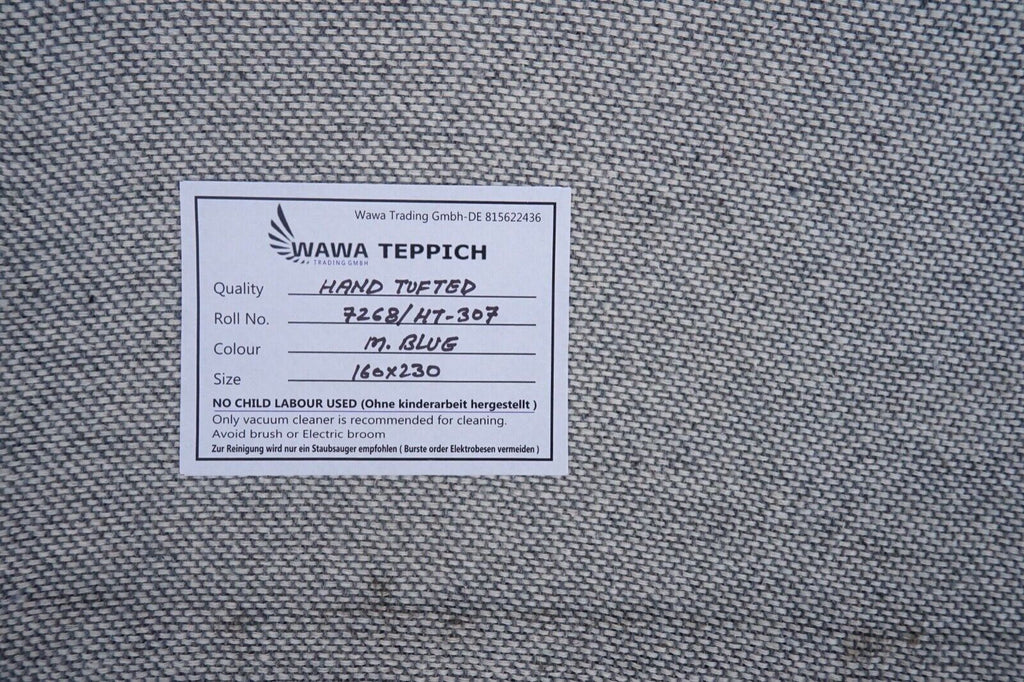 Wawa Trading Gmbh-DE 815622436
WAWA TEPPICH
TRADING GMBH
Quality HAND TUFTED
Roll No. 7268/HT-307
Colour M. BLUE
Size 160x230
NO CHILD LABOUR USED (Ohne kinderarbeit hergestellt )
Only vacuum cleaner is recommended for cleaning.
Avoid brush or Electric broom
Zur Reinigung wird nur ein Staubsauger empfohlen ( Burste order Elektrobesen vermeiden )